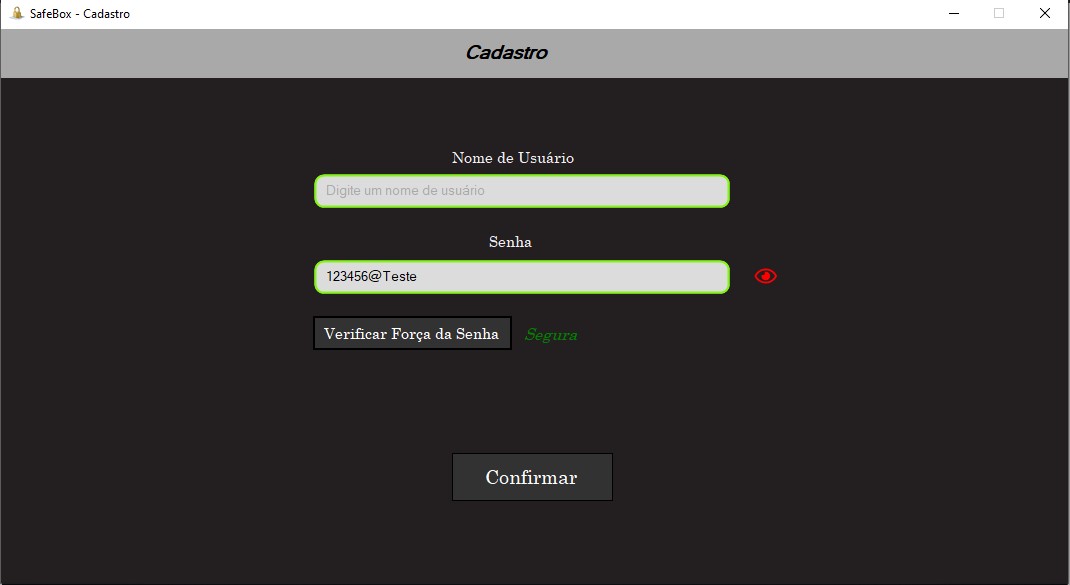 SafeBox - Cadastro
Cadastro
Nome de Usuário
Digite um nome de usuário
Senha
123456@Teste
Verificar Força da Senha Segura
Confirmar